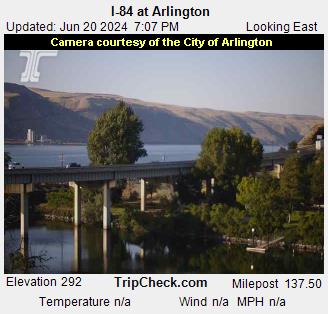 I-84 at Arlington
Updated: Jun 20 2024 7:07 PM Looking East
Camera courtesy of the City of Arlington
Elevation 292 TripCheck.com Milepost 137.50
Temperature n/a Wind n/a MPH n/a